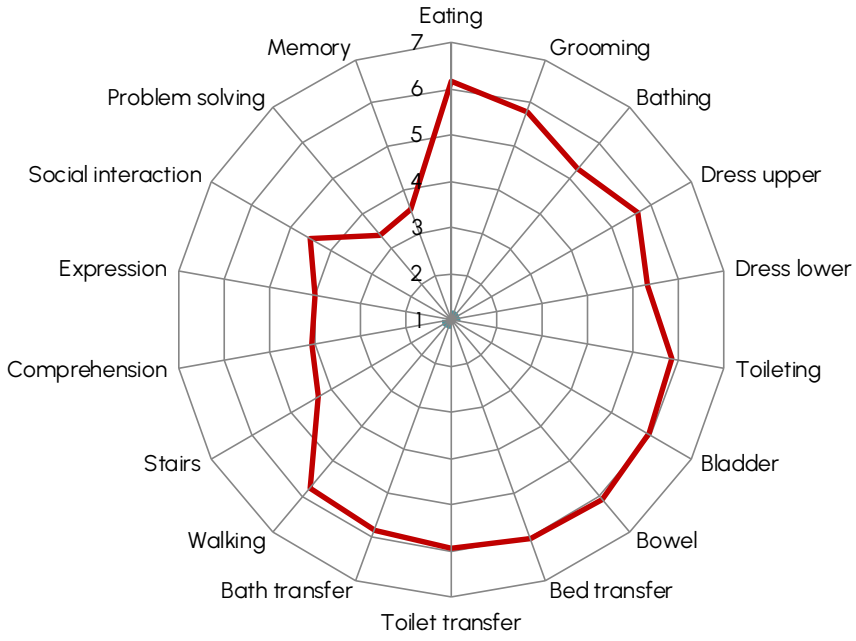 Eating
7
Memory
Grooming
6
Problem solving
Bathing
5
Social interaction
Dress upper
4
3
Expression
Dress lower
2
1
Comprehension
Toileting
Stairs
Bladder
Walking
Bowel
Bath transfer
Bed transfer
Toilet transfer